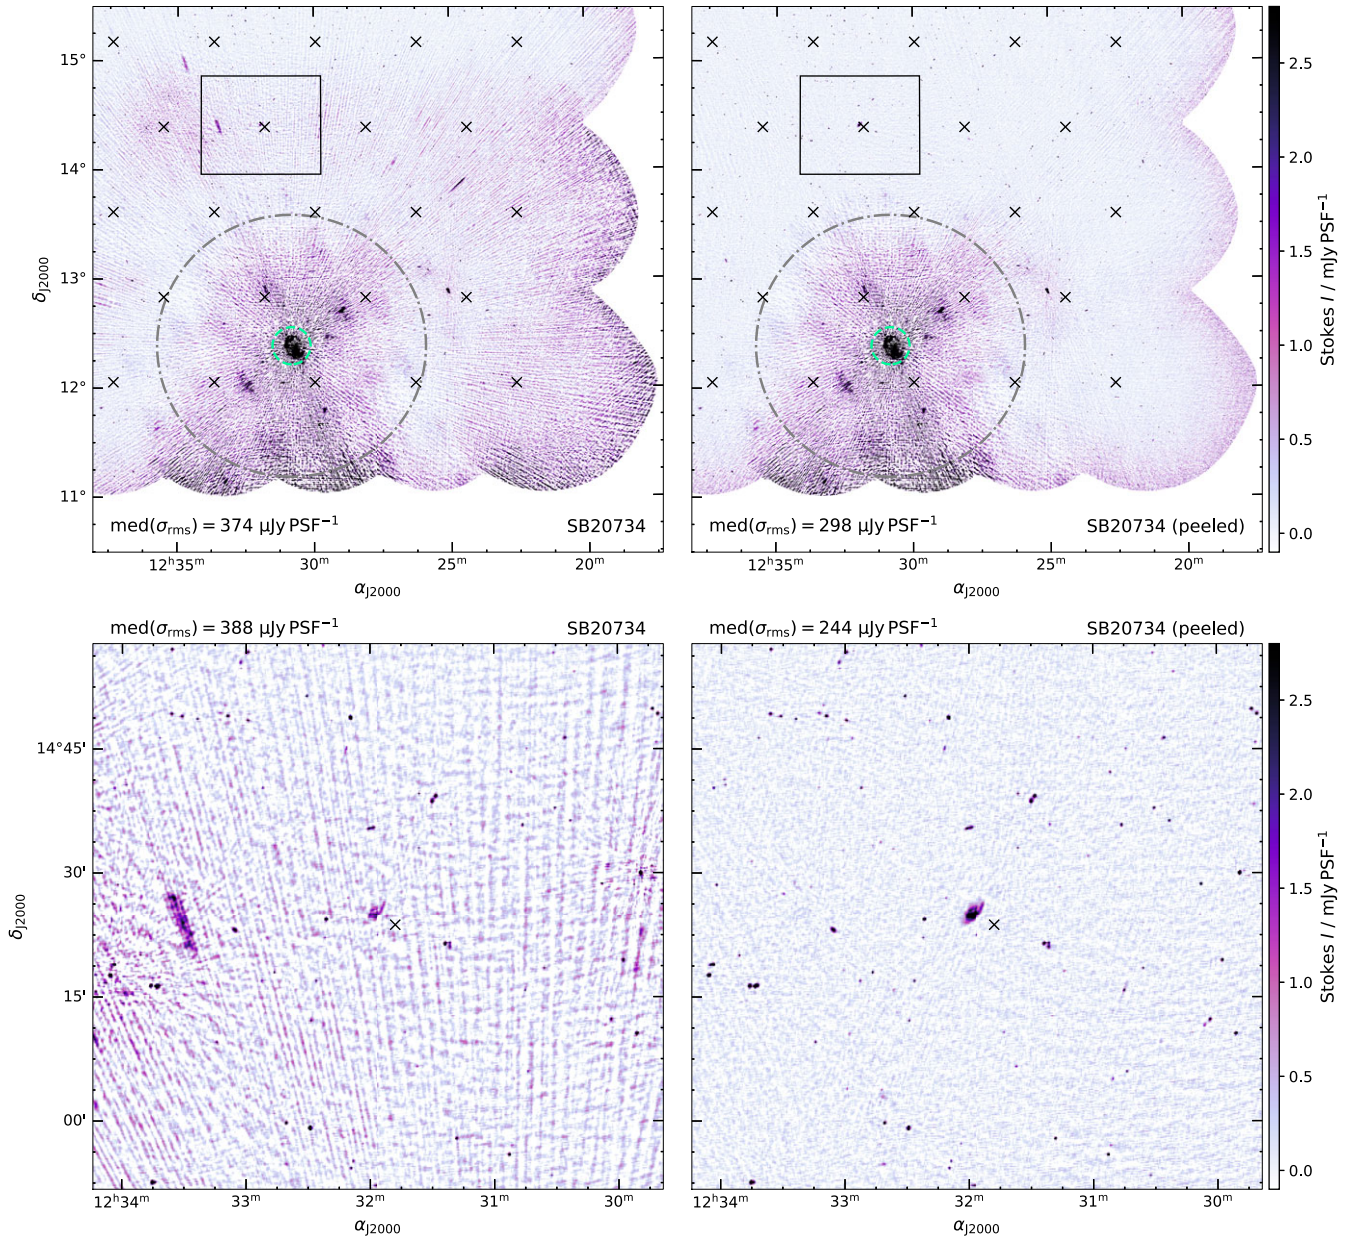 15°
14°
13°
12°
11°
δJ2000
med(σrms) = 374 μJy PSF⁻¹
SB20734
12ʰ35ᵐ
30ᵐ
25ᵐ
20ᵐ
αJ2000
med(σrms) = 298 μJy PSF⁻¹
SB20734 (peeled)
12ʰ35ᵐ
30ᵐ
25ᵐ
20ᵐ
αJ2000
2.5
2.0
1.5
1.0
0.5
0.0
Stokes I / mJy PSF⁻¹
med(σrms) = 388 μJy PSF⁻¹
SB20734
14°45'
30'
15'
00'
δJ2000
12ʰ34ᵐ
33ᵐ
32ᵐ
31ᵐ
30ᵐ
αJ2000
med(σrms) = 244 μJy PSF⁻¹
SB20734 (peeled)
12ʰ34ᵐ
33ᵐ
32ᵐ
31ᵐ
30ᵐ
αJ2000
2.5
2.0
1.5
1.0
0.5
0.0
Stokes I / mJy PSF⁻¹